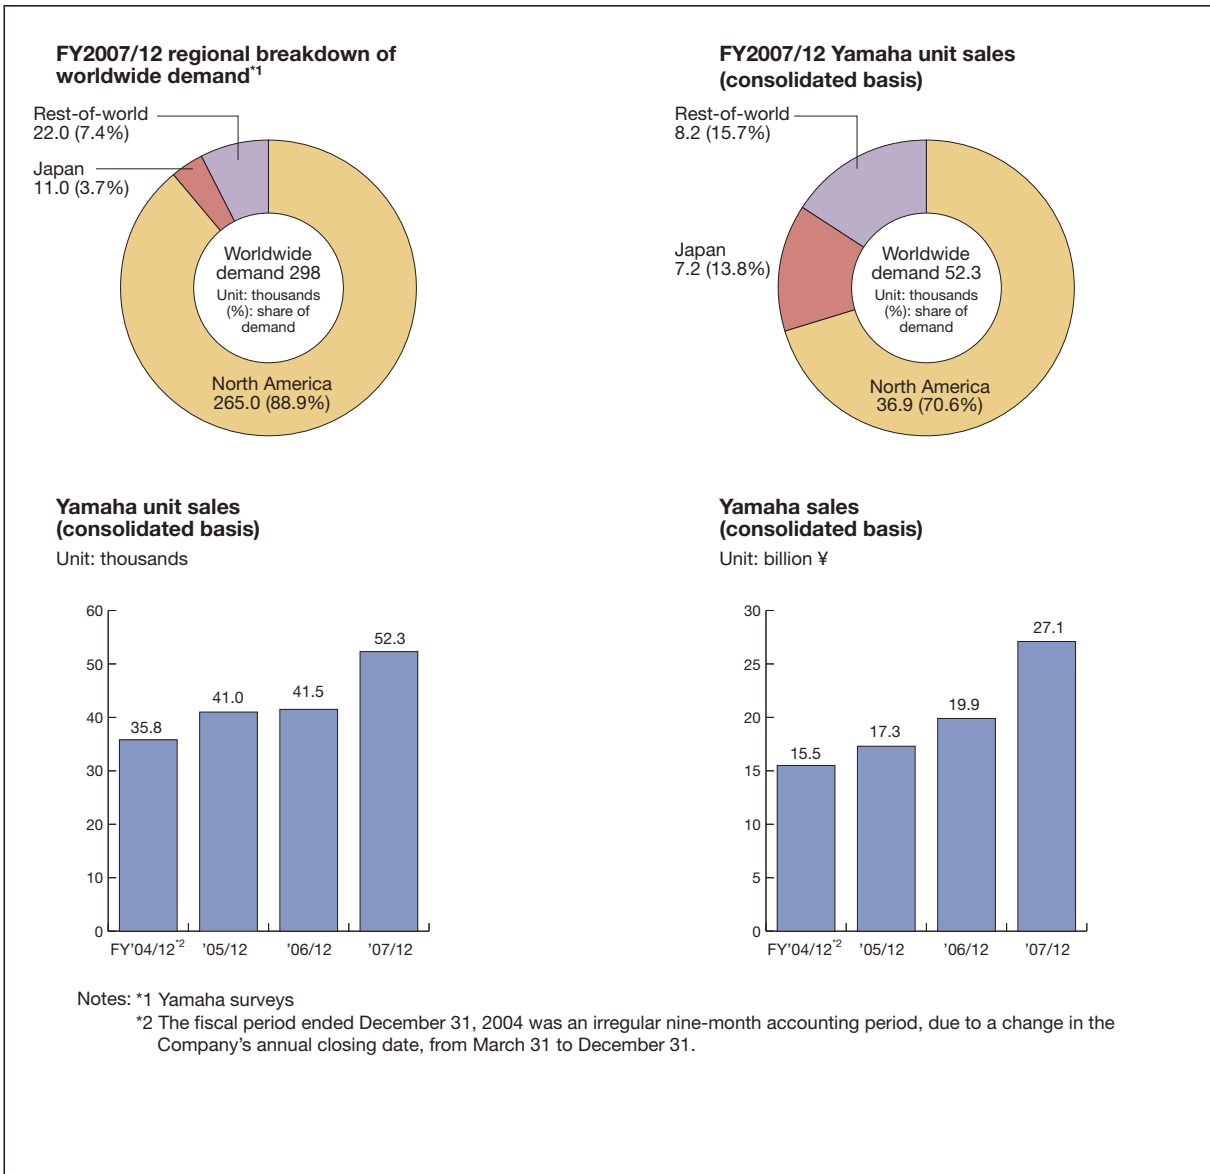 FY2007/12 regional breakdown of
worldwide demand*1
Rest-of-world
22.0 (7.4%)
Japan
11.0 (3.7%)
Worldwide
demand 298
Unit: thousands
(%): share of
demand
North America
265.0 (88.9%)
FY2007/12 Yamaha unit sales
(consolidated basis)
Rest-of-world
8.2 (15.7%)
Japan
7.2 (13.8%)
Worldwide
demand 52.3
Unit: thousands
(%): share of
demand
North America
36.9 (70.6%)
Yamaha unit sales
(consolidated basis)
Unit: thousands
60
50
40
30
20
10
0
35.8
41.0
41.5
52.3
FY'04/12*2 '05/12 '06/12 '07/12
Yamaha sales
(consolidated basis)
Unit: billion ¥
30
25
20
15
10
5
0
15.5
17.3
19.9
27.1
FY'04/12*2 '05/12 '06/12 '07/12
Notes: *1 Yamaha surveys
*2 The fiscal period ended December 31, 2004 was an irregular nine-month accounting period, due to a change in the
Company's annual closing date, from March 31 to December 31.